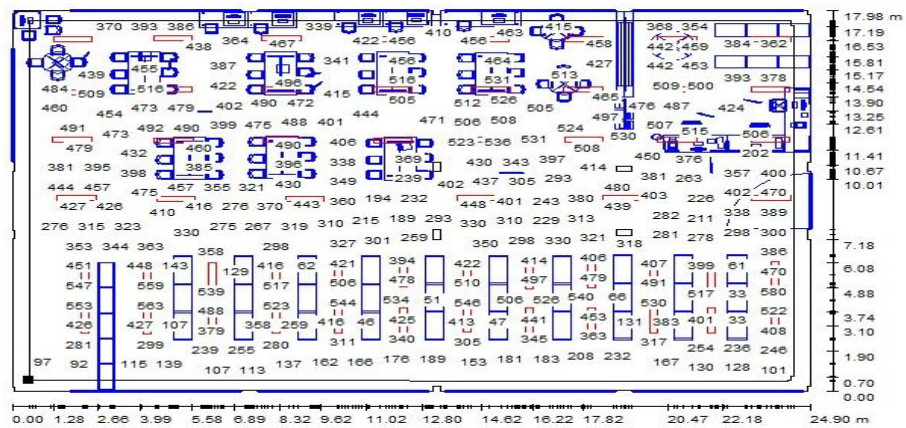 370 393 386 339 410 463 415 368 354 17.98 m
438 364 467 422 456 458 442 459 384 362 17.19
16.53
455 387 341 456 464 427 442 453 15.81
439 496 516 531 513 393 378 15.17
484 509 516 422 415 505 512 526 465 509 500 14.54
460 454 473 479 402 490 472 444 505 476 487 424 13.90
491 473 492 490 399 475 488 401 471 506 508 524 497 507 515 506 13.25
479 460 490 406 523 536 531 508 530 12.61
432 338 369 430 343 397 450 376 202 11.41
381 395 398 385 396 239 414 381 263 357 400 10.67
444 457 475 457 355 321 430 349 402 437 305 293 480 403 226 402 470 10.01
427 426 410 416 276 370 443 360 194 232 448 401 243 380 439
276 315 323 330 275 267 319 310 215 189 293 330 310 229 313 282 211 338 389
353 344 363 358 298 327 301 259 350 298 330 321 318 281 278 298 300 7.18
451 448 143 129 416 62 421 394 422 414 406 407 399 61 386 6.08
547 559 539 517 506 478 510 479 491 517 33 470 580 4.88
553 563 488 523 544 534 51 546 506 526 540 66 530 522
426 427 107 379 358 259 416 46 425 413 47 441 453 131 383 401 33 408 3.74
281 239 255 280 311 340 305 345 363 317 254 236 246 3.10
97 92 115 139 107 113 137 162 166 176 189 153 181 183 208 232 167 130 128 101 1.90
0.70
0.00
0.00 1.28 2.66 3.99 5.66 6.89 8.32 9.62 11.02 12.80 14.62 16.22 17.82 20.47 22.18 24.90 m